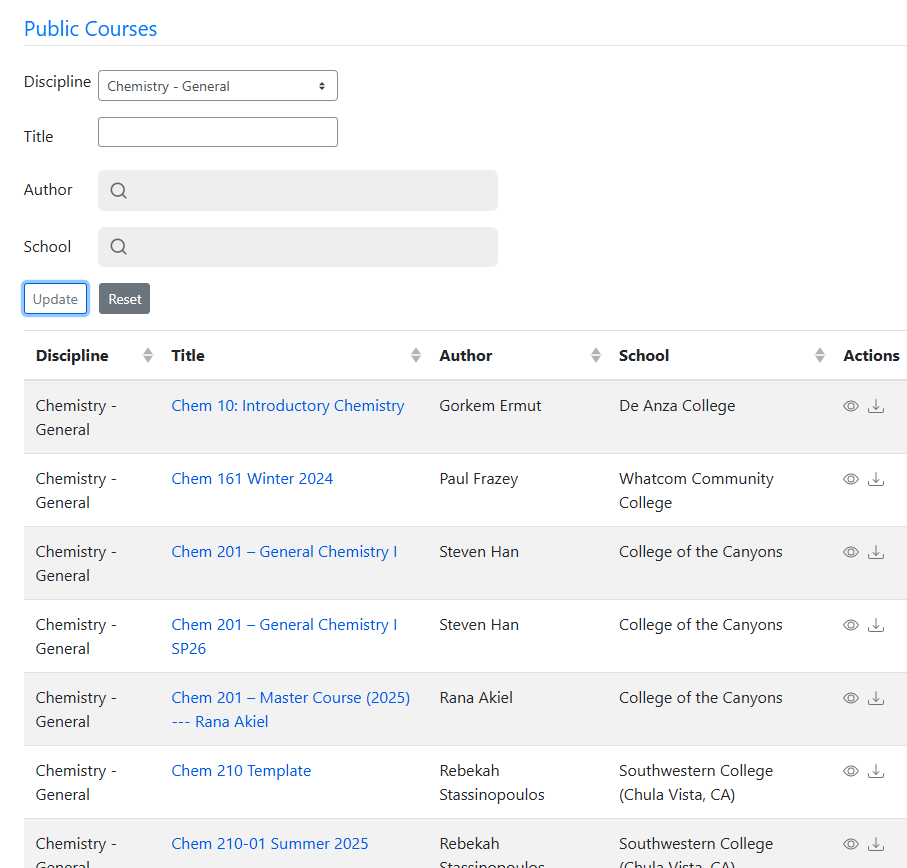 Public Courses
Discipline Chemistry - General
Title
Author
School
Update Reset
Discipline Title Author School Actions
Chemistry - Chem 10: Introductory Chemistry Gorkem Ermut De Anza College
General
Chemistry - Chem 161 Winter 2024 Paul Frazey Whatcom Community
General College
Chemistry - Chem 201 – General Chemistry I Steven Han College of the Canyons
General
Chemistry - Chem 201 – General Chemistry I Steven Han College of the Canyons
General SP26
Chemistry - Chem 201 – Master Course (2025) Rana Akiel College of the Canyons
General --- Rana Akiel
Chemistry - Chem 210 Template Rebekah Southwestern College
General Stassinopoulos (Chula Vista, CA)
Chemistry - Chem 210-01 Summer 2025 Rebekah Southwestern College
General Stassinopoulos (Chula Vista, CA)